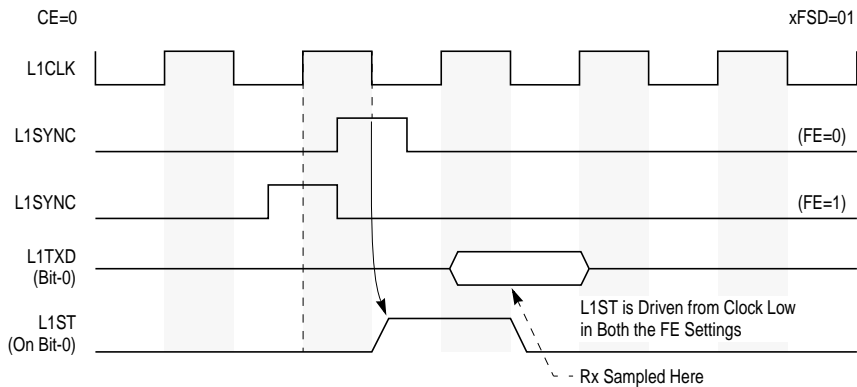 CE=0
xFSD=01
L1CLK
L1SYNC
(FE=0)
L1SYNC
(FE=1)
L1TXD
(Bit-0)
L1ST is Driven from Clock Low
in Both the FE Settings
L1ST
(On Bit-0)
Rx Sampled Here